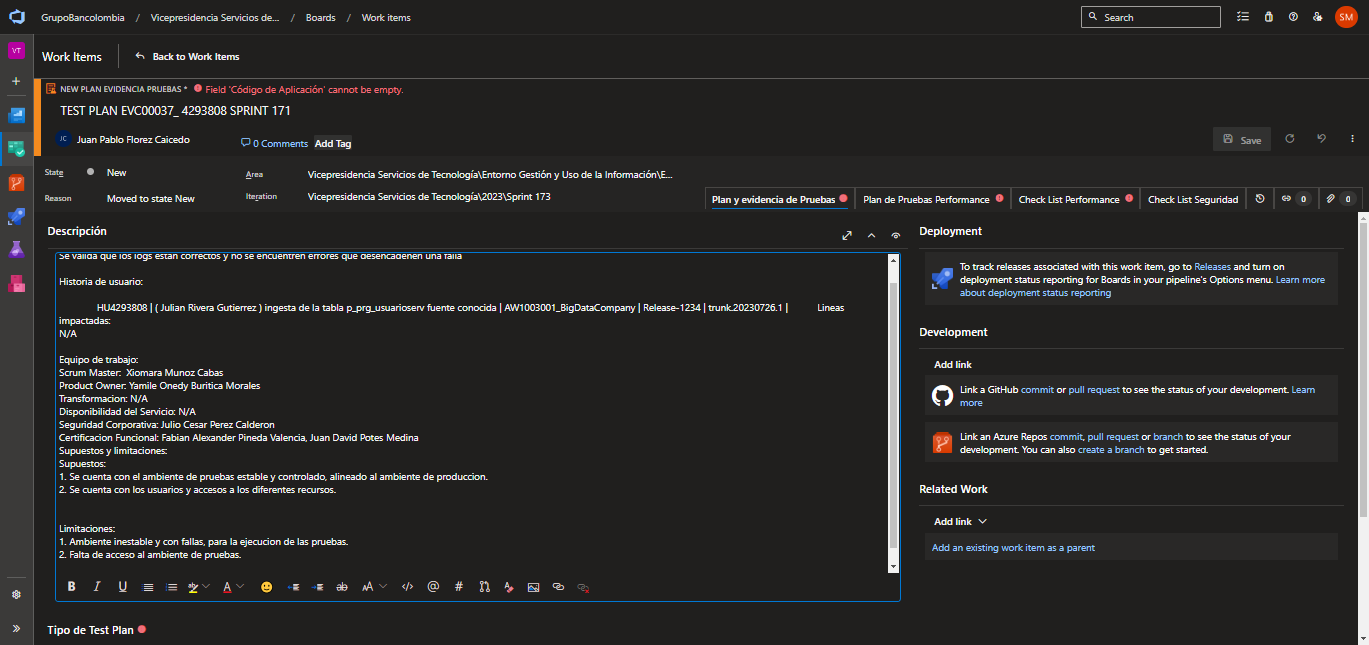 GrupoBancolombia / Vicepresidencia Servicios de... / Boards / Work items
Search
SM
VT
Work Items
Back to Work Items
NEW PLAN EVIDENCIA PRUEBAS * Field 'Código de Aplicación' cannot be empty.
TEST PLAN EVC00037_ 4293808 SPRINT 171
JC Juan Pablo Florez Caicedo
0 Comments
Add Tag
Save
State New
Area Vicepresidencia Servicios de Tecnología\Entorno Gestión y Uso de la Información\E...
Reason Moved to state New
Iteration Vicepresidencia Servicios de Tecnología\2023\Sprint 173
Plan y evidencia de Pruebas
Plan de Pruebas Performance
Check List Performance
Check List Seguridad
0
0
Descripción
Se valida que los logs estan correctos y no se encuentren errores que desencadenen una falla
Historia de usuario:
HU4293808 | ( Julian Rivera Gutierrez ) ingesta de la tabla p_prg_usuarioserv fuente conocida | AW1003001_BigDataCompany | Release-1234 | trunk.20230726.1 | Lineas
impactadas:
N/A
Equipo de trabajo:
Scrum Master: Xiomara Munoz Cabas
Product Owner: Yamile Onedy Buritica Morales
Transformacion: N/A
Disponibilidad del Servicio: N/A
Seguridad Corporativa: Julio Cesar Perez Calderon
Certificacion Funcional: Fabian Alexander Pineda Valencia, Juan David Potes Medina
Supuestos y limitaciones:
Supuestos:
1. Se cuenta con el ambiente de pruebas estable y controlado, alineado al ambiente de produccion.
2. Se cuenta con los usuarios y accesos a los diferentes recursos.
Limitaciones:
1. Ambiente inestable y con fallas, para la ejecucion de las pruebas.
2. Falta de acceso al ambiente de pruebas.
B I U ab A ab AA </> @ #
Tipo de Test Plan
Deployment
To track releases associated with this work item, go to Releases and turn on
deployment status reporting for Boards in your pipeline's Options menu. Learn more
about deployment status reporting
Development
Add link
Link a GitHub commit or pull request to see the status of your development. Learn
more
Link an Azure Repos commit, pull request or branch to see the status of your
development. You can also create a branch to get started.
Related Work
Add link
Add an existing work item as a parent